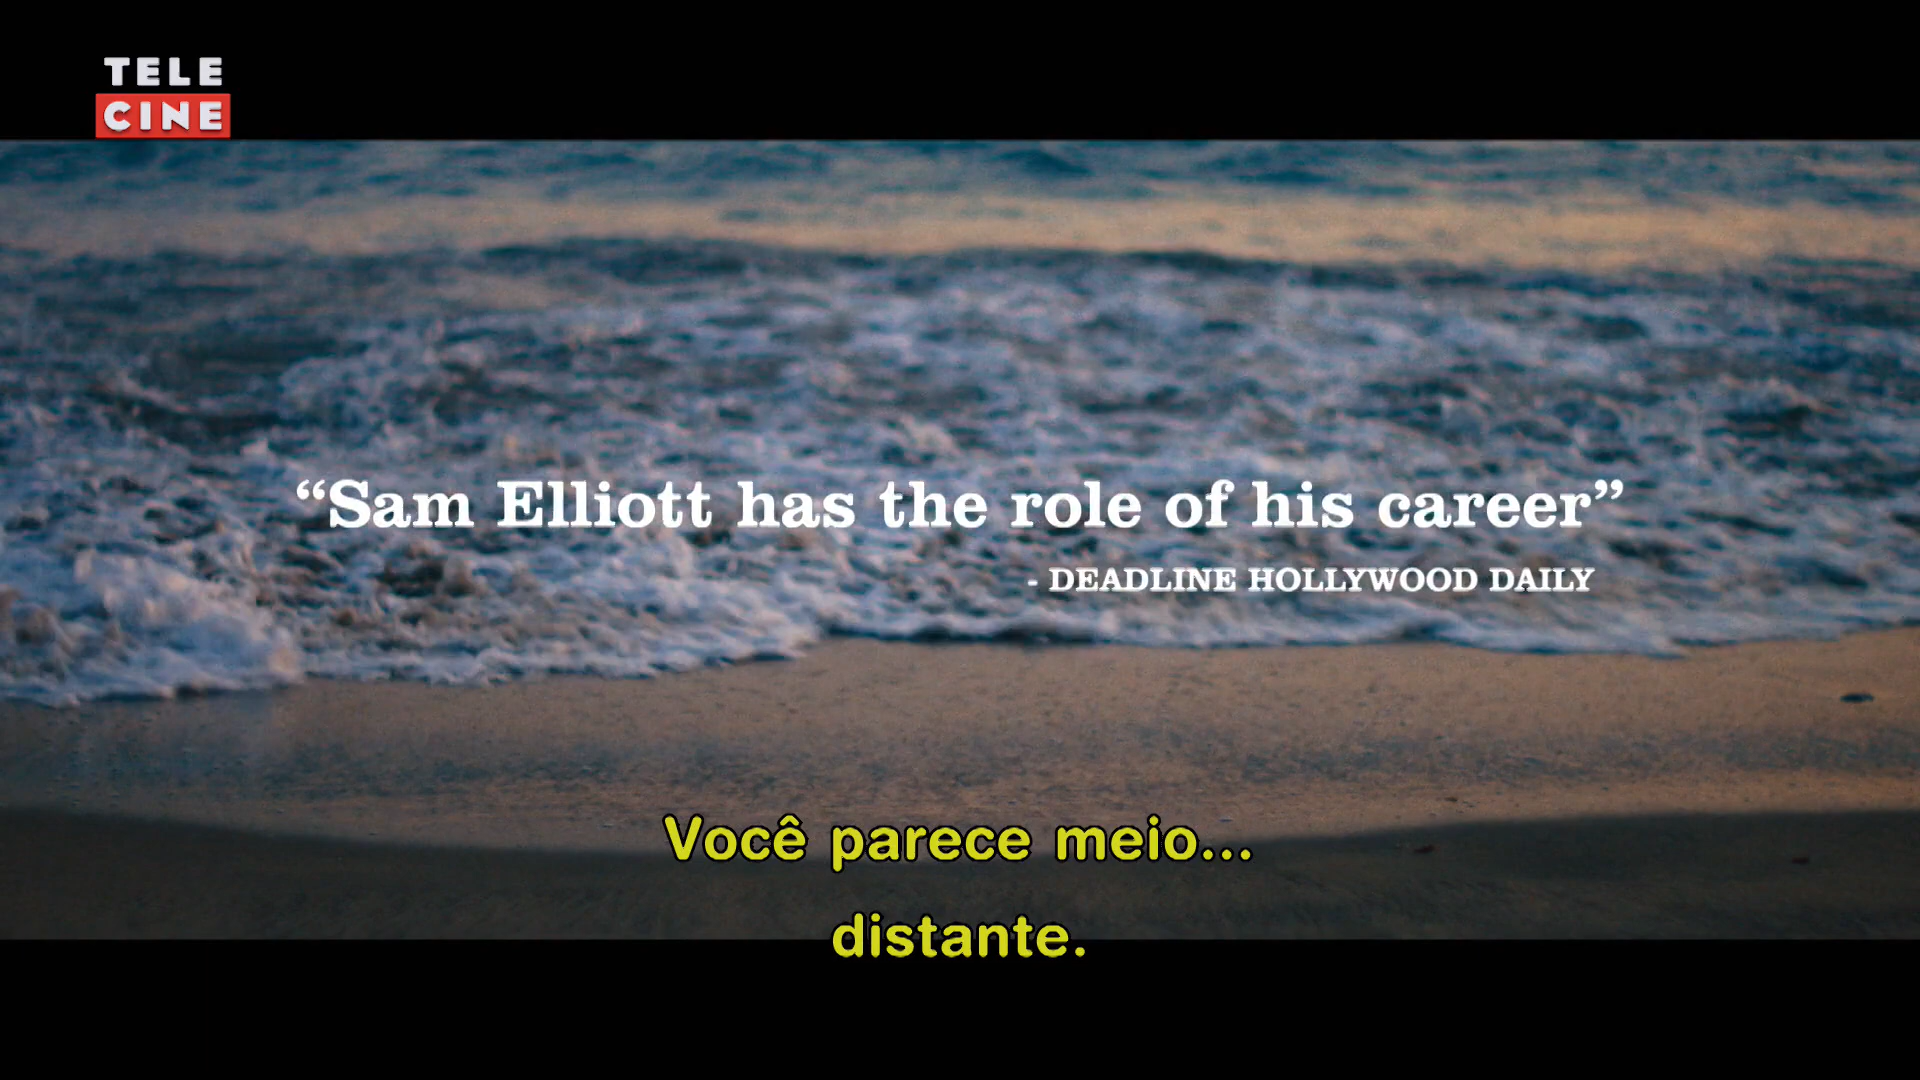 TELE
CINE
“Sam Elliott has the role of his career”
- DEADLINE HOLLYWOOD DAILY
Você parece meio...
distante.